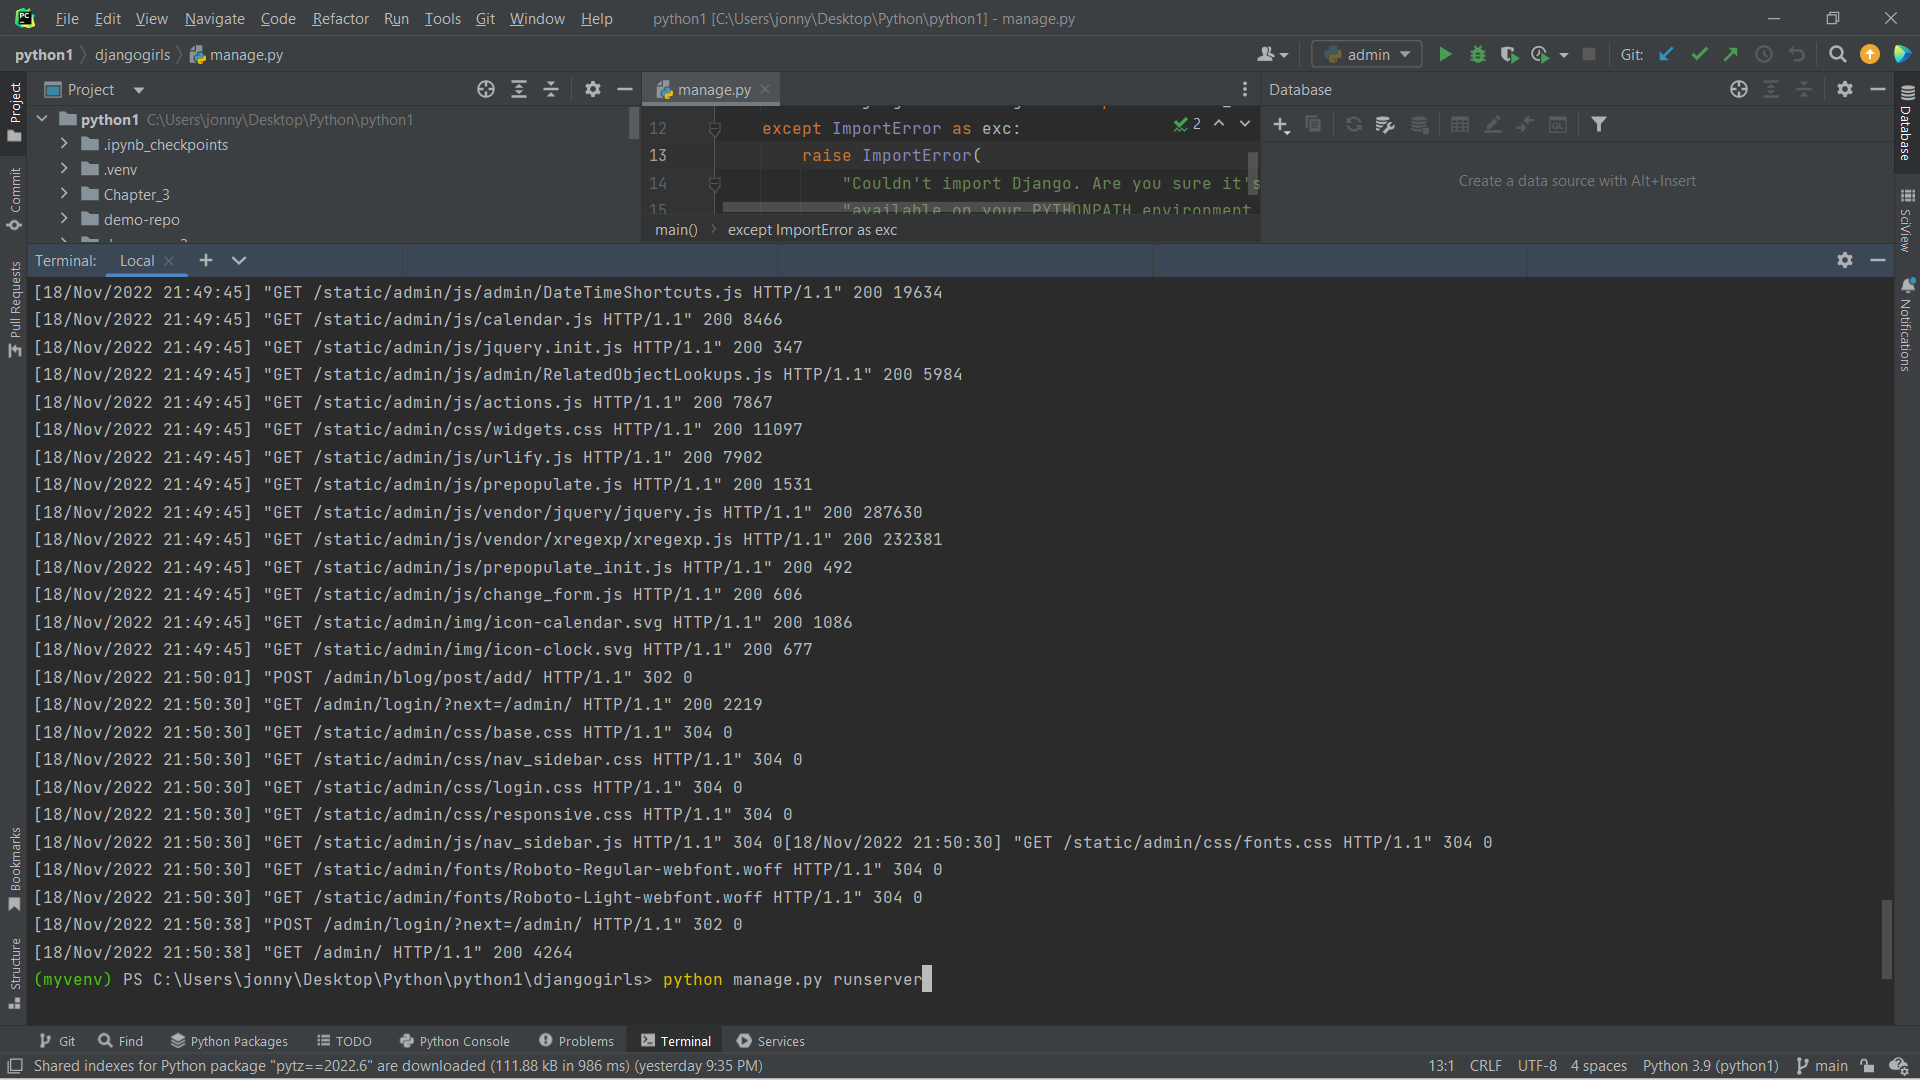 PC File Edit View Navigate Code Refactor Run Tools Git Window Help python1 [C:\Users\jonny\Desktop\Python\python1] - manage.py
python1 djangogirls manage.py admin Git:
Project manage.py Database
python1 C:\Users\jonny\Desktop\Python\python1
.ipynb_checkpoints
.venv
Chapter_3
demo-repo
12 except ImportError as exc: 2
13 raise ImportError(
14 "Couldn't import Django. Are you sure it's
15 "available on your PYTHONPATH environment
main() except ImportError as exc
Create a data source with Alt+Insert
Project
Commit
Pull Requests
Bookmarks
Structure
Database
SciView
Notifications
Terminal: Local
[18/Nov/2022 21:49:45] "GET /static/admin/js/admin/DateTimeShortcuts.js HTTP/1.1" 200 19634
[18/Nov/2022 21:49:45] "GET /static/admin/js/calendar.js HTTP/1.1" 200 8466
[18/Nov/2022 21:49:45] "GET /static/admin/js/jquery.init.js HTTP/1.1" 200 347
[18/Nov/2022 21:49:45] "GET /static/admin/js/admin/RelatedObjectLookups.js HTTP/1.1" 200 5984
[18/Nov/2022 21:49:45] "GET /static/admin/js/actions.js HTTP/1.1" 200 7867
[18/Nov/2022 21:49:45] "GET /static/admin/css/widgets.css HTTP/1.1" 200 11097
[18/Nov/2022 21:49:45] "GET /static/admin/js/urlify.js HTTP/1.1" 200 7902
[18/Nov/2022 21:49:45] "GET /static/admin/js/prepopulate.js HTTP/1.1" 200 1531
[18/Nov/2022 21:49:45] "GET /static/admin/js/vendor/jquery/jquery.js HTTP/1.1" 200 287630
[18/Nov/2022 21:49:45] "GET /static/admin/js/vendor/xregexp/xregexp.js HTTP/1.1" 200 232381
[18/Nov/2022 21:49:45] "GET /static/admin/js/prepopulate_init.js HTTP/1.1" 200 492
[18/Nov/2022 21:49:45] "GET /static/admin/js/change_form.js HTTP/1.1" 200 606
[18/Nov/2022 21:49:45] "GET /static/admin/img/icon-calendar.svg HTTP/1.1" 200 1086
[18/Nov/2022 21:49:45] "GET /static/admin/img/icon-clock.svg HTTP/1.1" 200 677
[18/Nov/2022 21:50:01] "POST /admin/blog/post/add/ HTTP/1.1" 302 0
[18/Nov/2022 21:50:30] "GET /admin/login/?next=/admin/ HTTP/1.1" 200 2219
[18/Nov/2022 21:50:30] "GET /static/admin/css/base.css HTTP/1.1" 304 0
[18/Nov/2022 21:50:30] "GET /static/admin/css/nav_sidebar.css HTTP/1.1" 304 0
[18/Nov/2022 21:50:30] "GET /static/admin/css/login.css HTTP/1.1" 304 0
[18/Nov/2022 21:50:30] "GET /static/admin/css/responsive.css HTTP/1.1" 304 0
[18/Nov/2022 21:50:30] "GET /static/admin/js/nav_sidebar.js HTTP/1.1" 304 0[18/Nov/2022 21:50:30] "GET /static/admin/css/fonts.css HTTP/1.1" 304 0
[18/Nov/2022 21:50:30] "GET /static/admin/fonts/Roboto-Regular-webfont.woff HTTP/1.1" 304 0
[18/Nov/2022 21:50:30] "GET /static/admin/fonts/Roboto-Light-webfont.woff HTTP/1.1" 304 0
[18/Nov/2022 21:50:38] "POST /admin/login/?next=/admin/ HTTP/1.1" 302 0
[18/Nov/2022 21:50:38] "GET /admin/ HTTP/1.1" 200 4264
(myvenv) PS C:\Users\jonny\Desktop\Python\python1\djangogirls> python manage.py runserver
Git Find Python Packages TODO Python Console Problems Terminal Services
Shared indexes for Python package "pytz==2022.6" are downloaded (111.88 kB in 986 ms) (yesterday 9:35 PM) 13:1 CRLF UTF-8 4 spaces Python 3.9 (python1) main